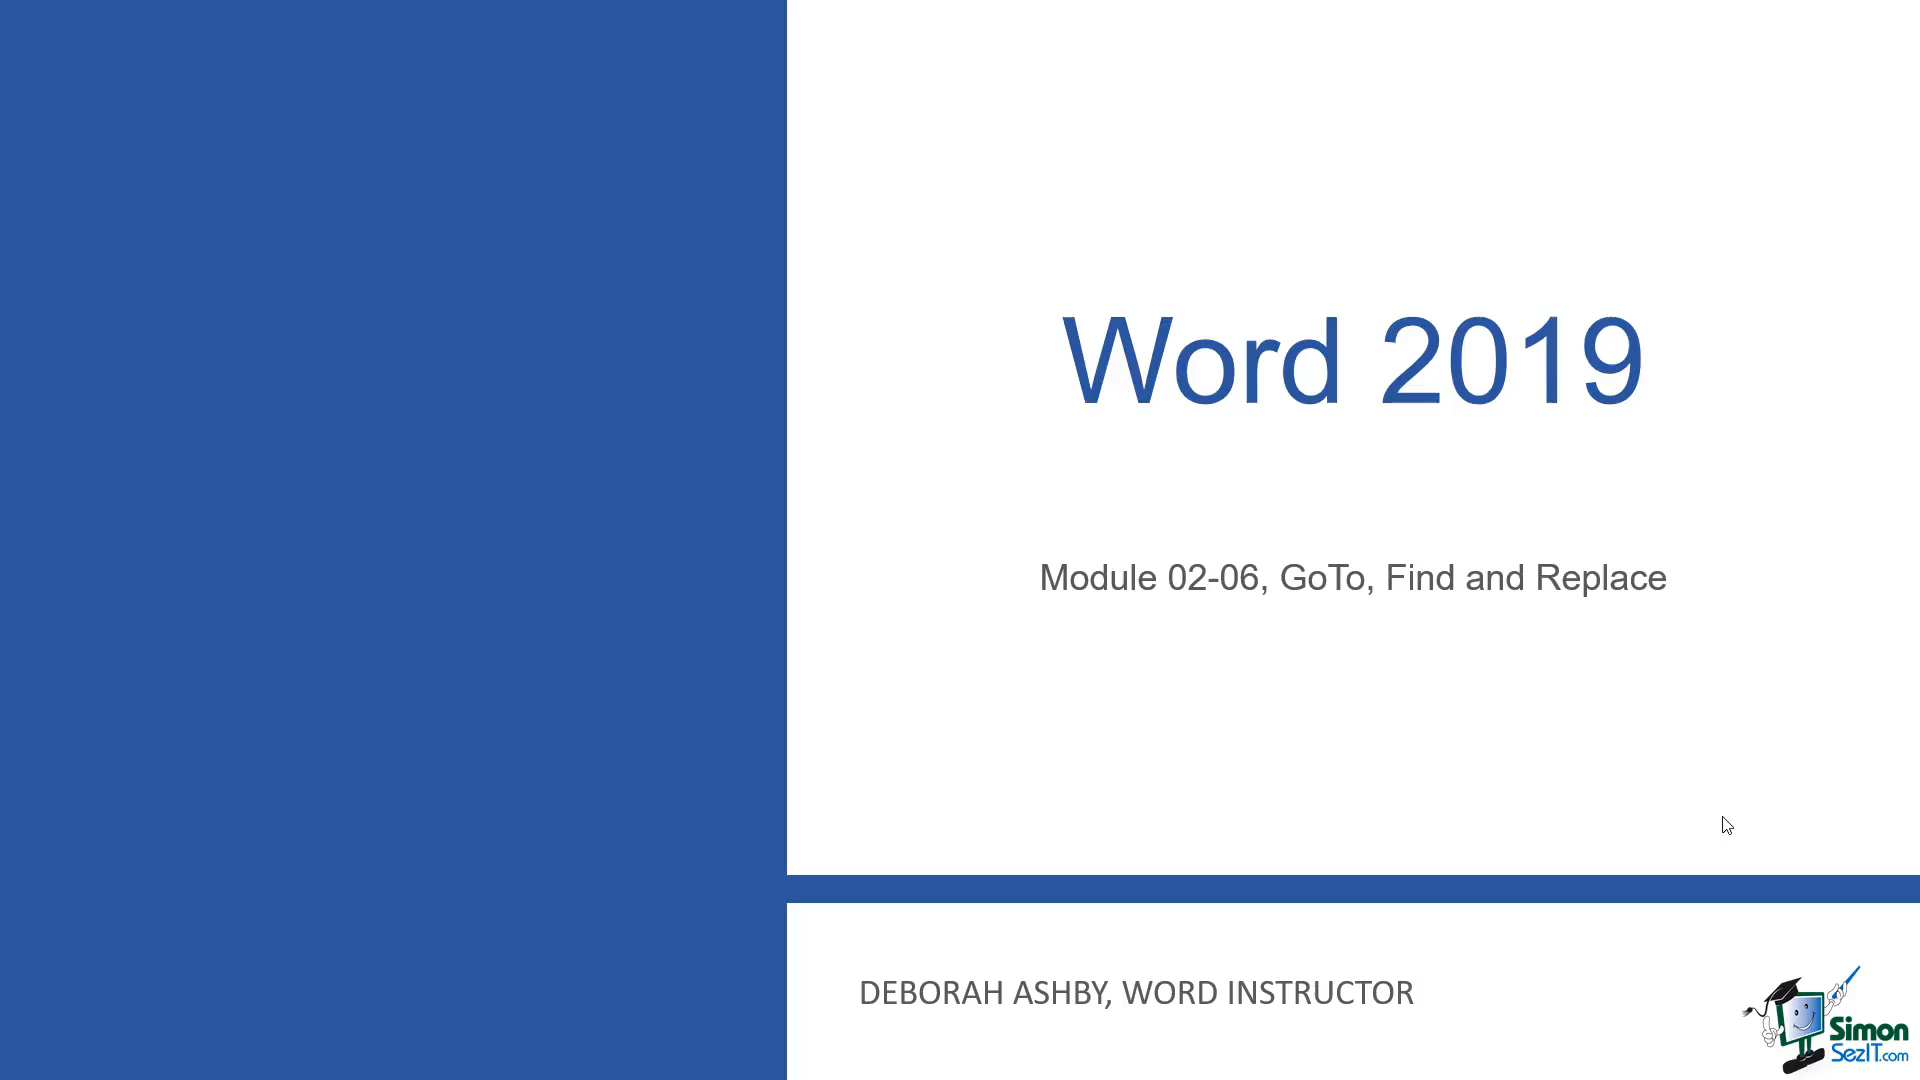 Word 2019
Module 02-06, GoTo, Find and Replace
DEBORAH ASHBY, WORD INSTRUCTOR
Simon
SezIT.com